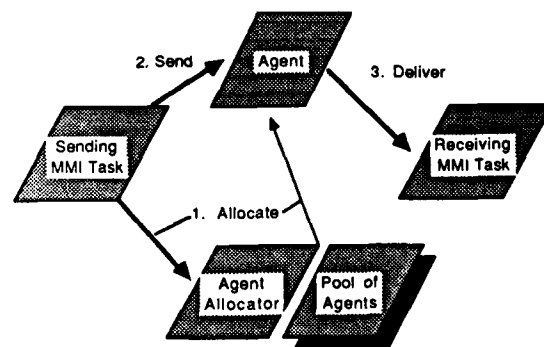 2. Send
Agent
3. Deliver
Sending
MMI Task
Receiving
MMI Task
1. Allocate
Agent
Allocator
Pool of
Agents